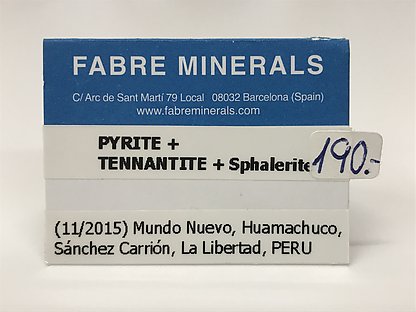 FABRE MINERALS
C/ Arc de Sant Martí 79 Local 08032 Barcelona (Spain)
www.fabreminerals.com
PYRITE +
TENNANTITE + Sphalerite
190.-
(11/2015) Mundo Nuevo, Huamachuco,
Sánchez Carrión, La Libertad, PERU